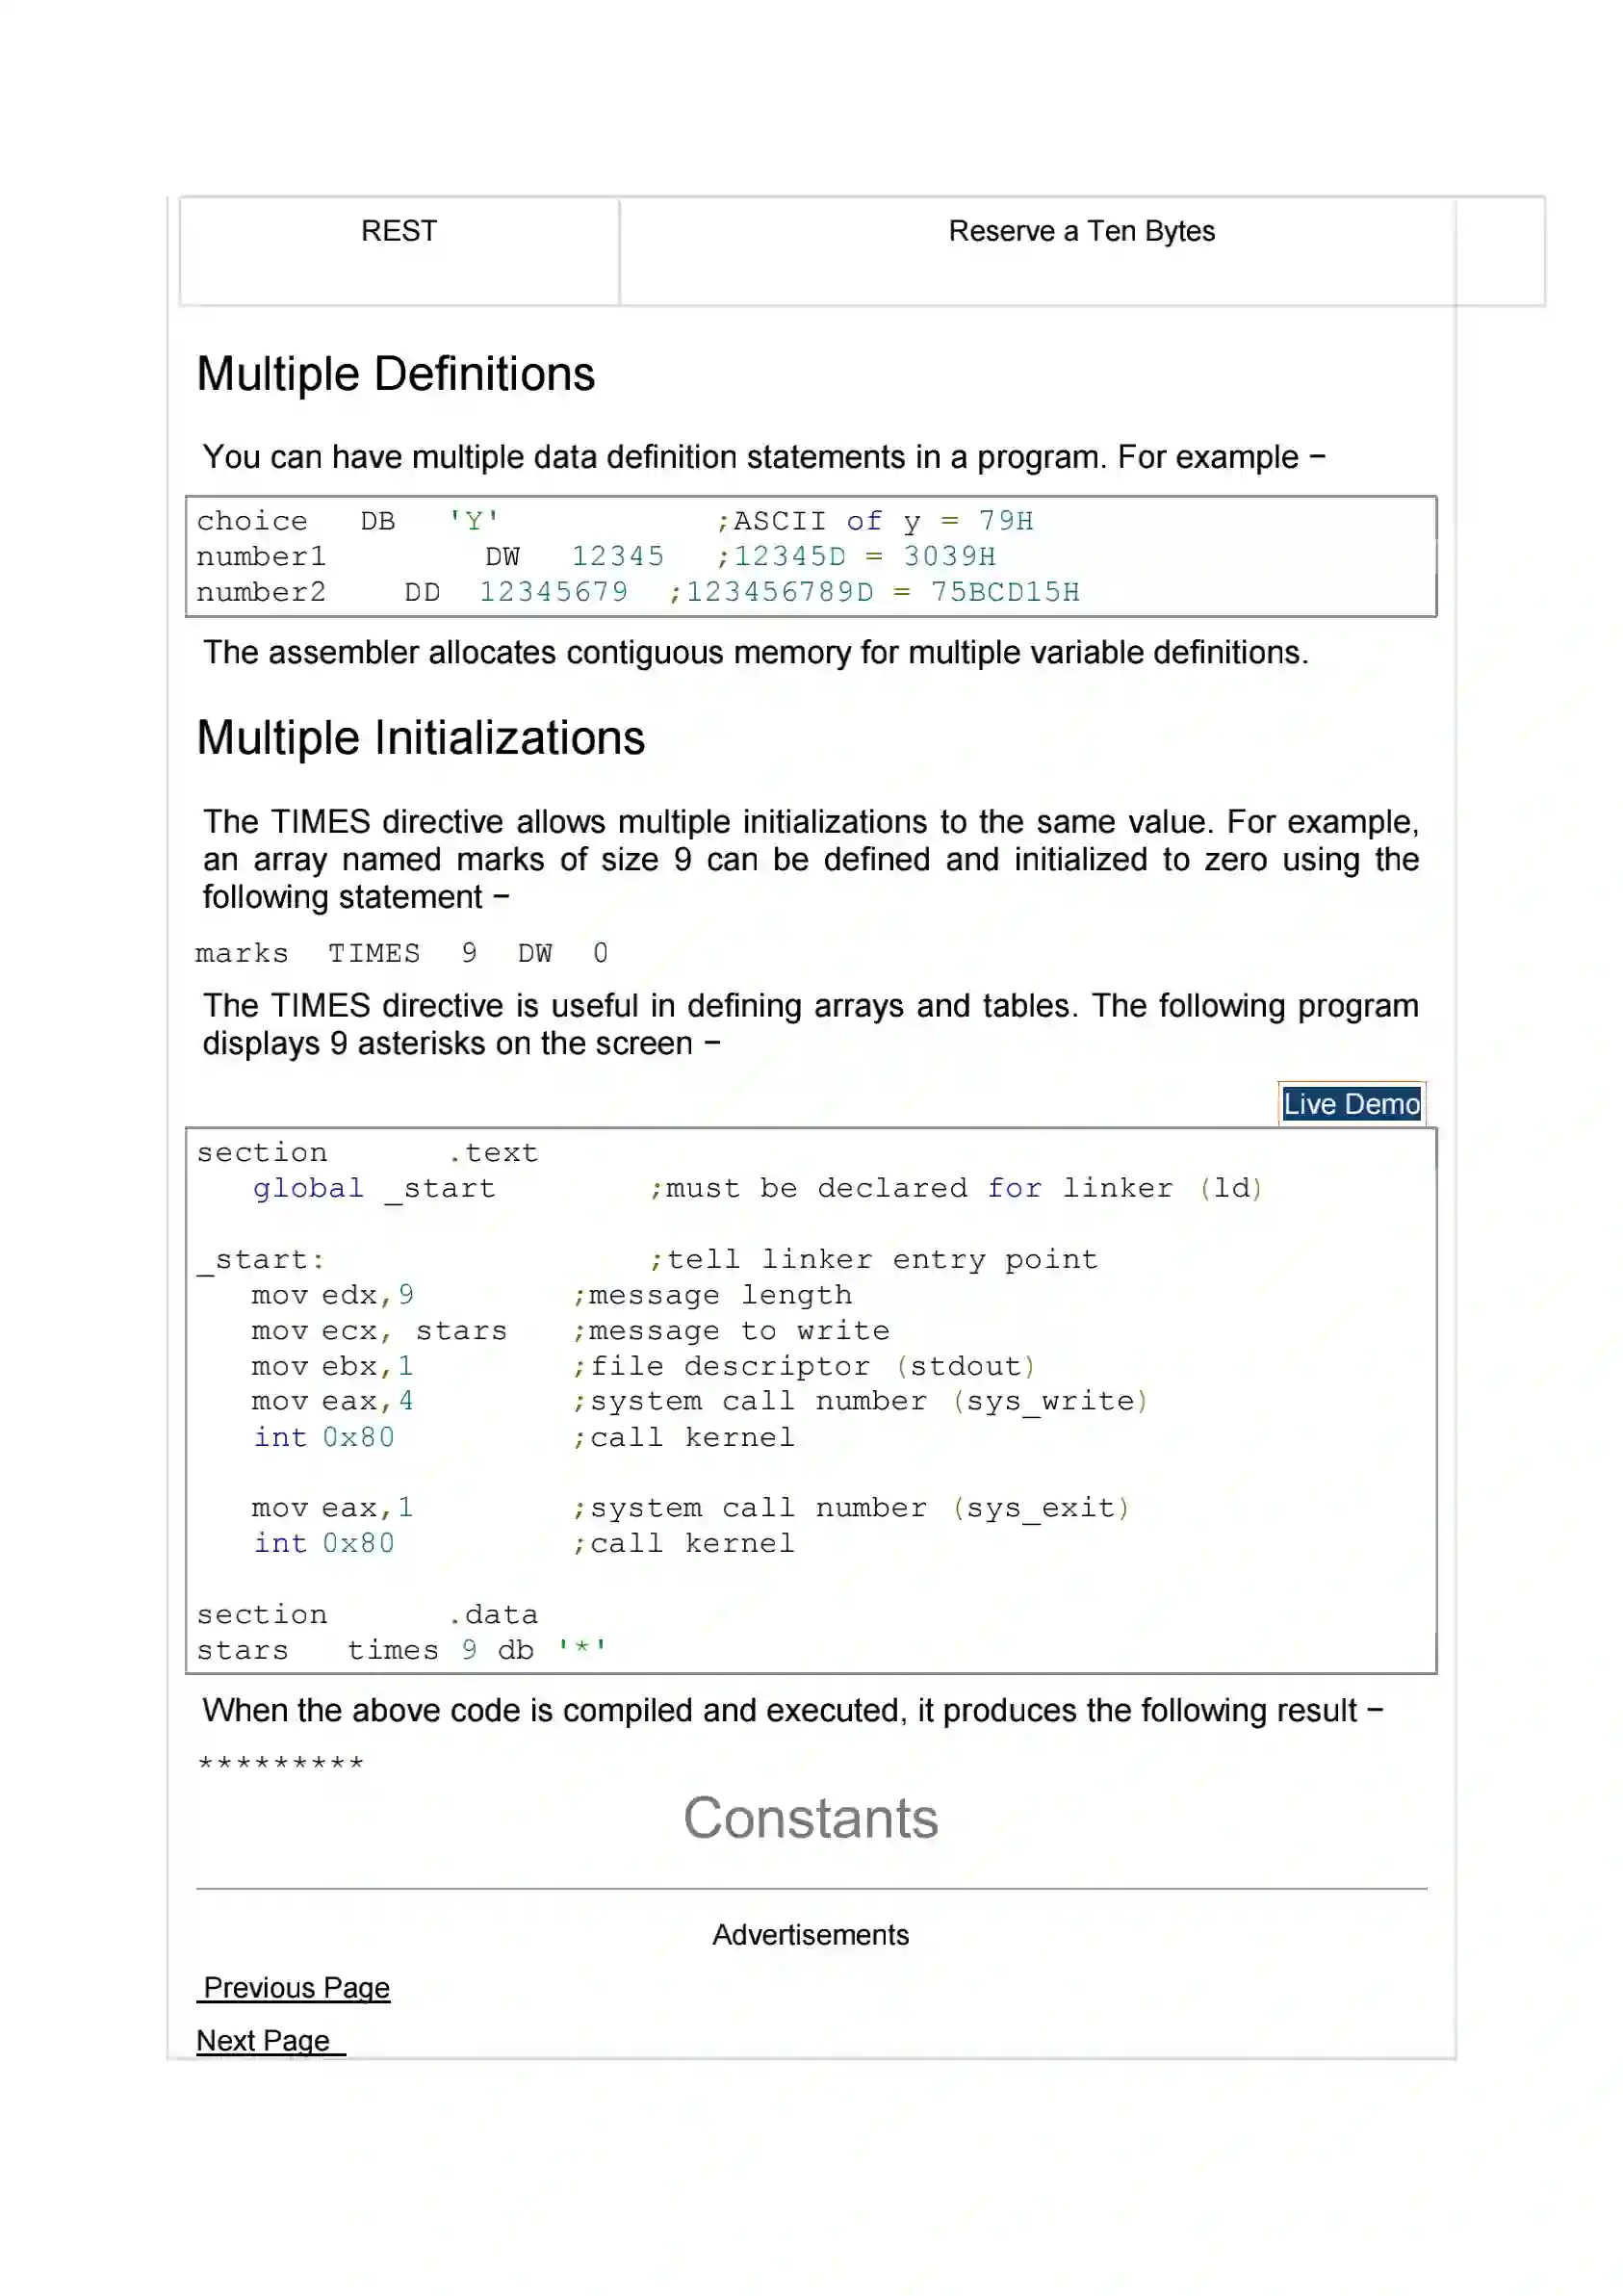 REST Reserve a Ten Bytes
Multiple Definitions
You can have multiple data definition statements in a program. For example −
choice DB 'Y' ;ASCII of y = 79H
number1 DW 12345 ;12345D = 3039H
number2 DD 12345679 ;123456789D = 75BCD15H
The assembler allocates contiguous memory for multiple variable definitions.
Multiple Initializations
The TIMES directive allows multiple initializations to the same value. For example,
an array named marks of size 9 can be defined and initialized to zero using the
following statement −
marks TIMES 9 DW 0
The TIMES directive is useful in defining arrays and tables. The following program
displays 9 asterisks on the screen −
Live Demo
section .text
global _start ;must be declared for linker (ld)
_start: ;tell linker entry point
mov edx,9 ;message length
mov ecx, stars ;message to write
mov ebx,1 ;file descriptor (stdout)
mov eax,4 ;system call number (sys_write)
int 0x80 ;call kernel
mov eax,1 ;system call number (sys_exit)
int 0x80 ;call kernel
section .data
stars times 9 db '*'
When the above code is compiled and executed, it produces the following result −
*********
Constants
Advertisements
Previous Page
Next Page